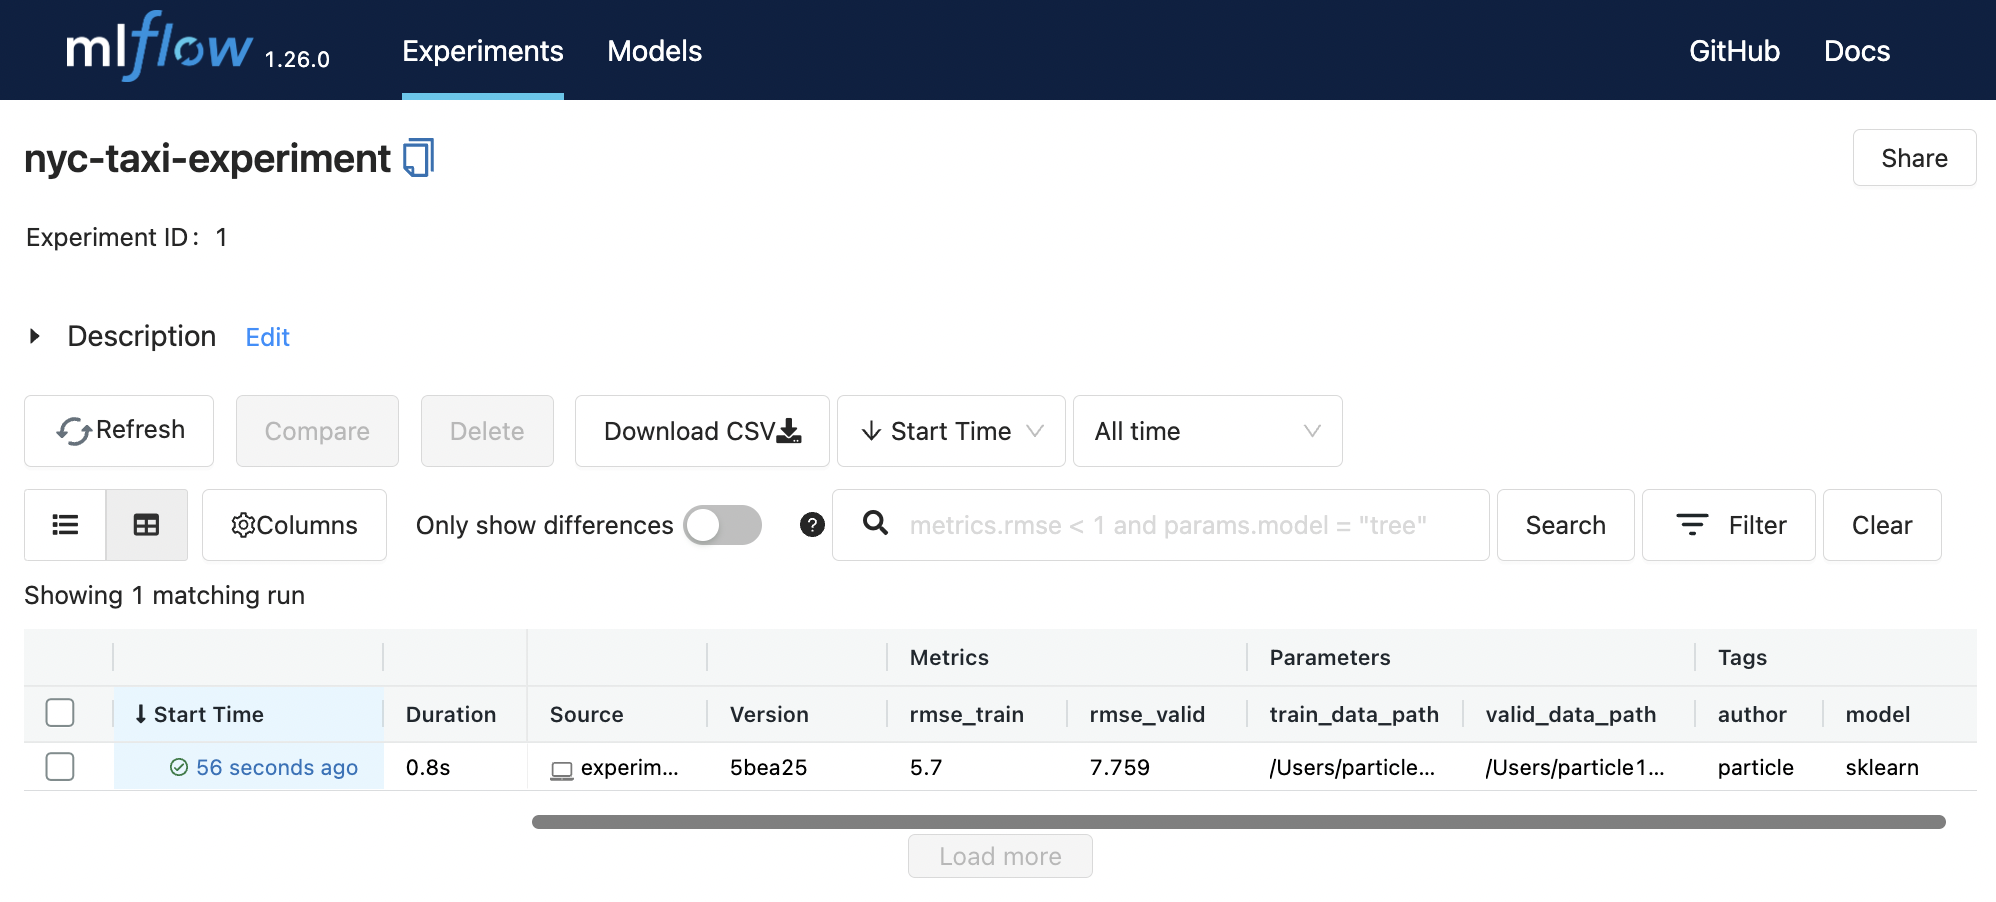 mlflow 1.26.0 Experiments Models GitHub Docs
nyc-taxi-experiment Share
Experiment ID: 1
Description Edit
Refresh Compare Delete Download CSV Start Time All time
Columns Only show differences ? metrics.rmse < 1 and params.model = "tree" Search Filter Clear
Showing 1 matching run
Metrics Parameters Tags
↓ Start Time Duration Source Version rmse_train rmse_valid train_data_path valid_data_path author model
56 seconds ago 0.8s experim... 5bea25 5.7 7.759 /Users/particle... /Users/particle1... particle sklearn
Load more